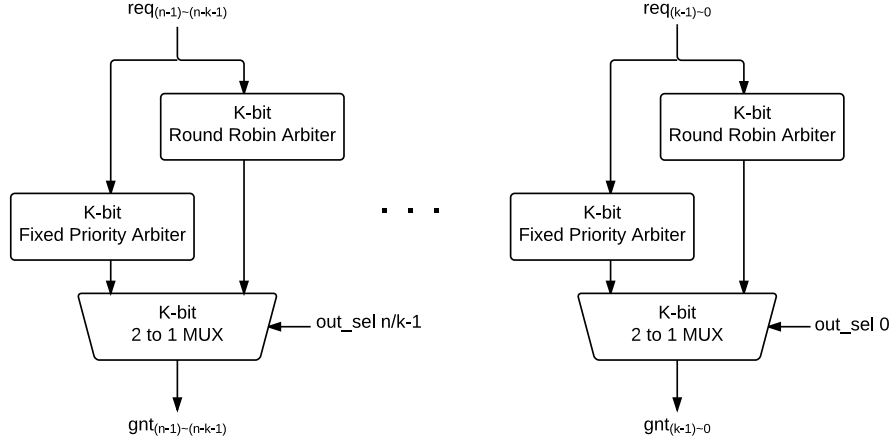 req(n-1)~(n-k-1)
req(k-1)~0
K-bit
Round Robin Arbiter
K-bit
Round Robin Arbiter
K-bit
Fixed Priority Arbiter
. . .
K-bit
Fixed Priority Arbiter
K-bit
2 to 1 MUX
out_sel n/k-1
K-bit
2 to 1 MUX
out_sel 0
gnt(n-1)~(n-k-1)
gnt(k-1)~0